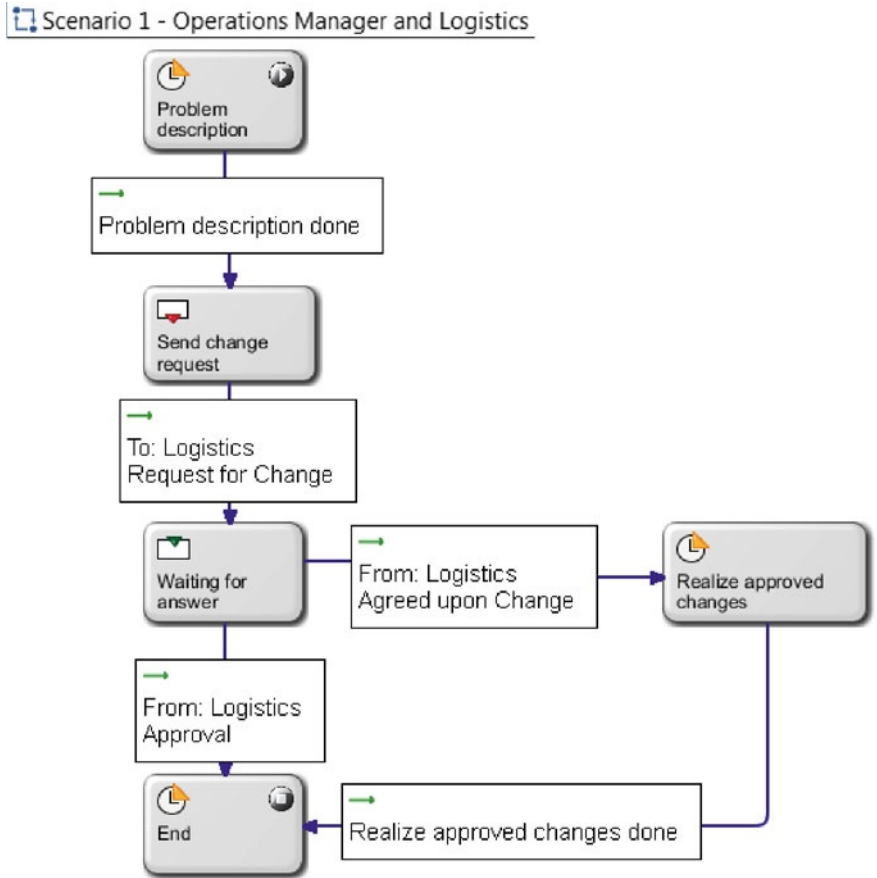 Scenario 1 - Operations Manager and Logistics
Problem
description
Problem description done
Send change
request
To: Logistics
Request for Change
Waiting for
answer
From: Logistics
Agreed upon Change
Realize approved
changes
From: Logistics
Approval
End
Realize approved changes done